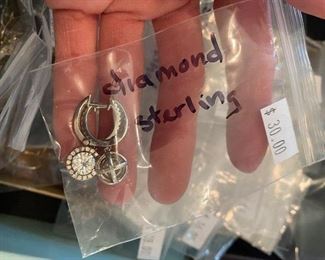 diamond
sterling
$ 30.00